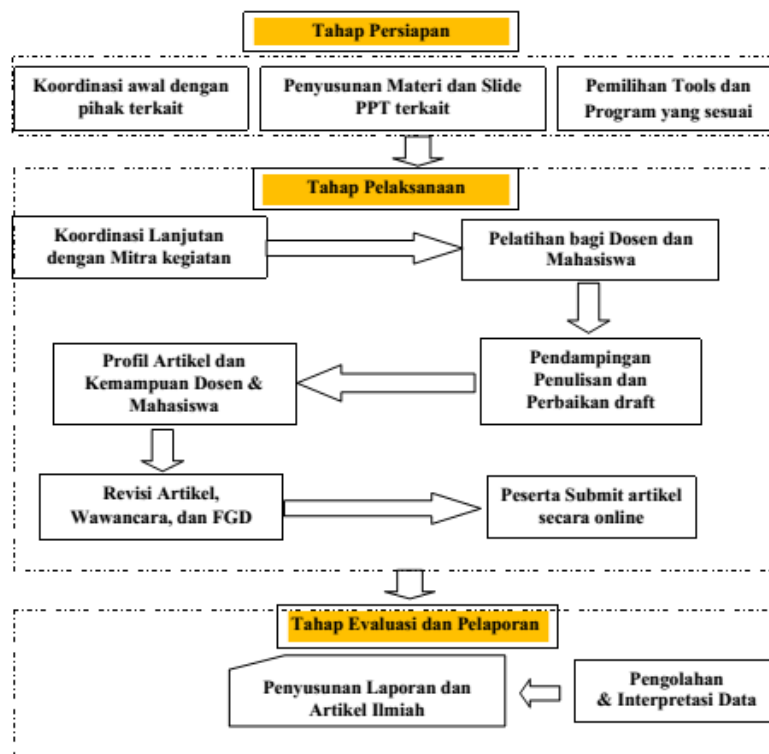 Tahap Persiapan
Koordinasi awal dengan
pihak terkait
Penyusunan Materi dan Slide
PPT terkait
Pemilihan Tools dan
Program yang sesuai
Tahap Pelaksanaan
Koordinasi Lanjutan
dengan Mitra kegiatan
Pelatihan bagi Dosen dan
Mahasiswa
Pendampingan
Penulisan dan
Perbaikan draft
Profil Artikel dan
Kemampuan Dosen &
Mahasiswa
Revisi Artikel,
Wawancara, dan FGD
Peserta Submit artikel
secara online
Tahap Evaluasi dan Pelaporan
Pengolahan
& Interpretasi Data
Penyusunan Laporan dan
Artikel Ilmiah